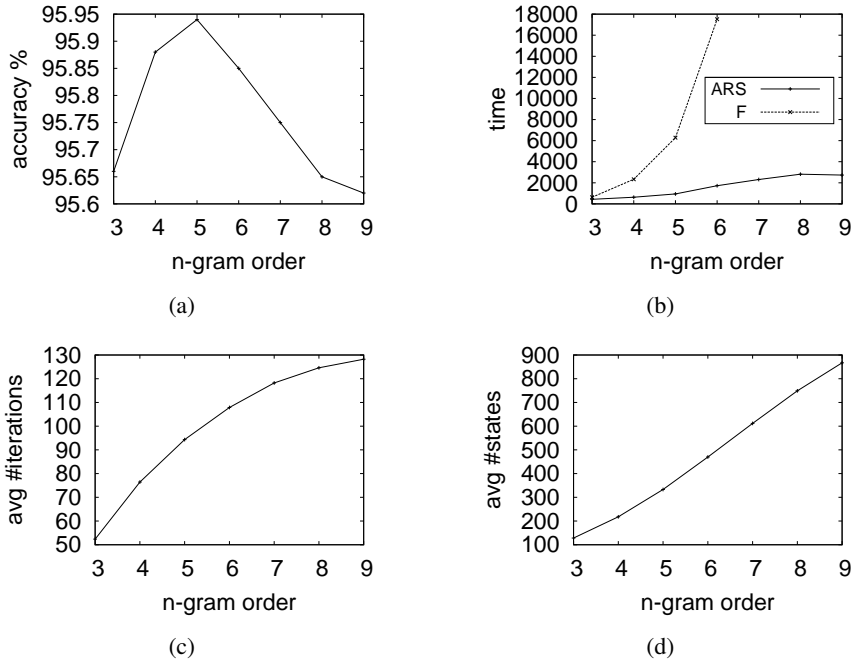 95.95
95.9
95.85
95.8
95.75
95.7
95.65
95.6
accuracy %
3 4 5 6 7 8 9
n-gram order
(a)
18000
16000
14000
12000
10000
8000
6000
4000
2000
0
time
ARS
F
3 4 5 6 7 8 9
n-gram order
(b)
130
120
110
100
90
80
70
60
50
avg #iterations
3 4 5 6 7 8 9
n-gram order
(c)
900
800
700
600
500
400
300
200
100
avg #states
3 4 5 6 7 8 9
n-gram order
(d)